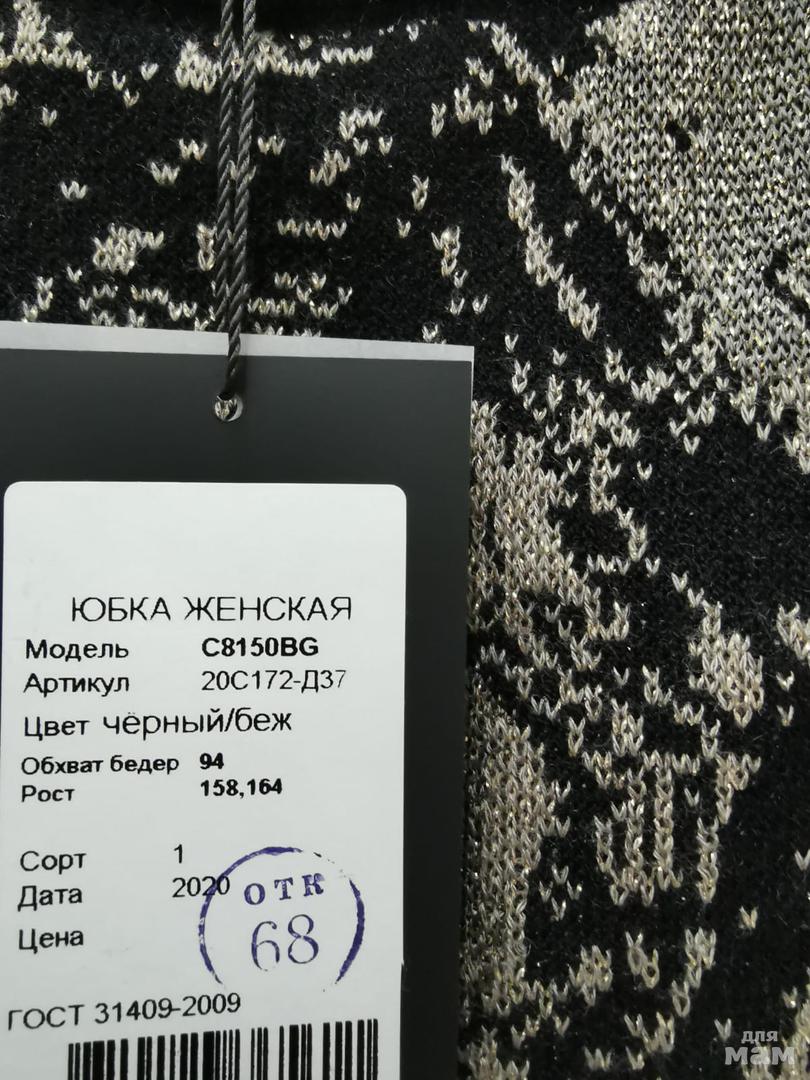 ЮБКА ЖЕНСКАЯ
Модель C8150BG
Артикул 20С172-Д37
Цвет чёрный/беж
Обхват бедер 94
Рост 158,164
Сорт 1
Дата 2020
Цена
ОТК
68
ГОСТ 31409-2009
для
мам